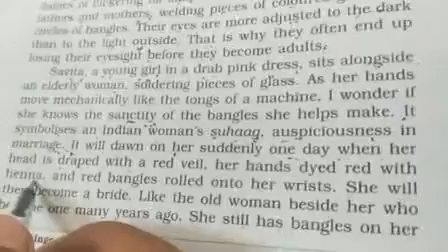 flames of flickering
fathers and mothers, welding pieces of coloured
circles of bangles. Their eyes are more adjusted to the dark
than to the light outside. That is why they often end up
losing their eyesight before they become adults.
Savita, a young girl in a drab pink dress, sits alongside
an elderly woman, soldering pieces of glass. As her hands
move mechanically like the tongs of a machine, I wonder if
she knows the sanctity of the bangles she helps make. It
symbolises an Indian woman's suhaag, auspiciousness in
marriage. It will dawn on her suddenly one day when her
head is draped with a red veil, her hands dyed red with
henna, and red bangles rolled onto her wrists. She will
become a bride. Like the old woman beside her who
one many years ago. She still has bangles on her